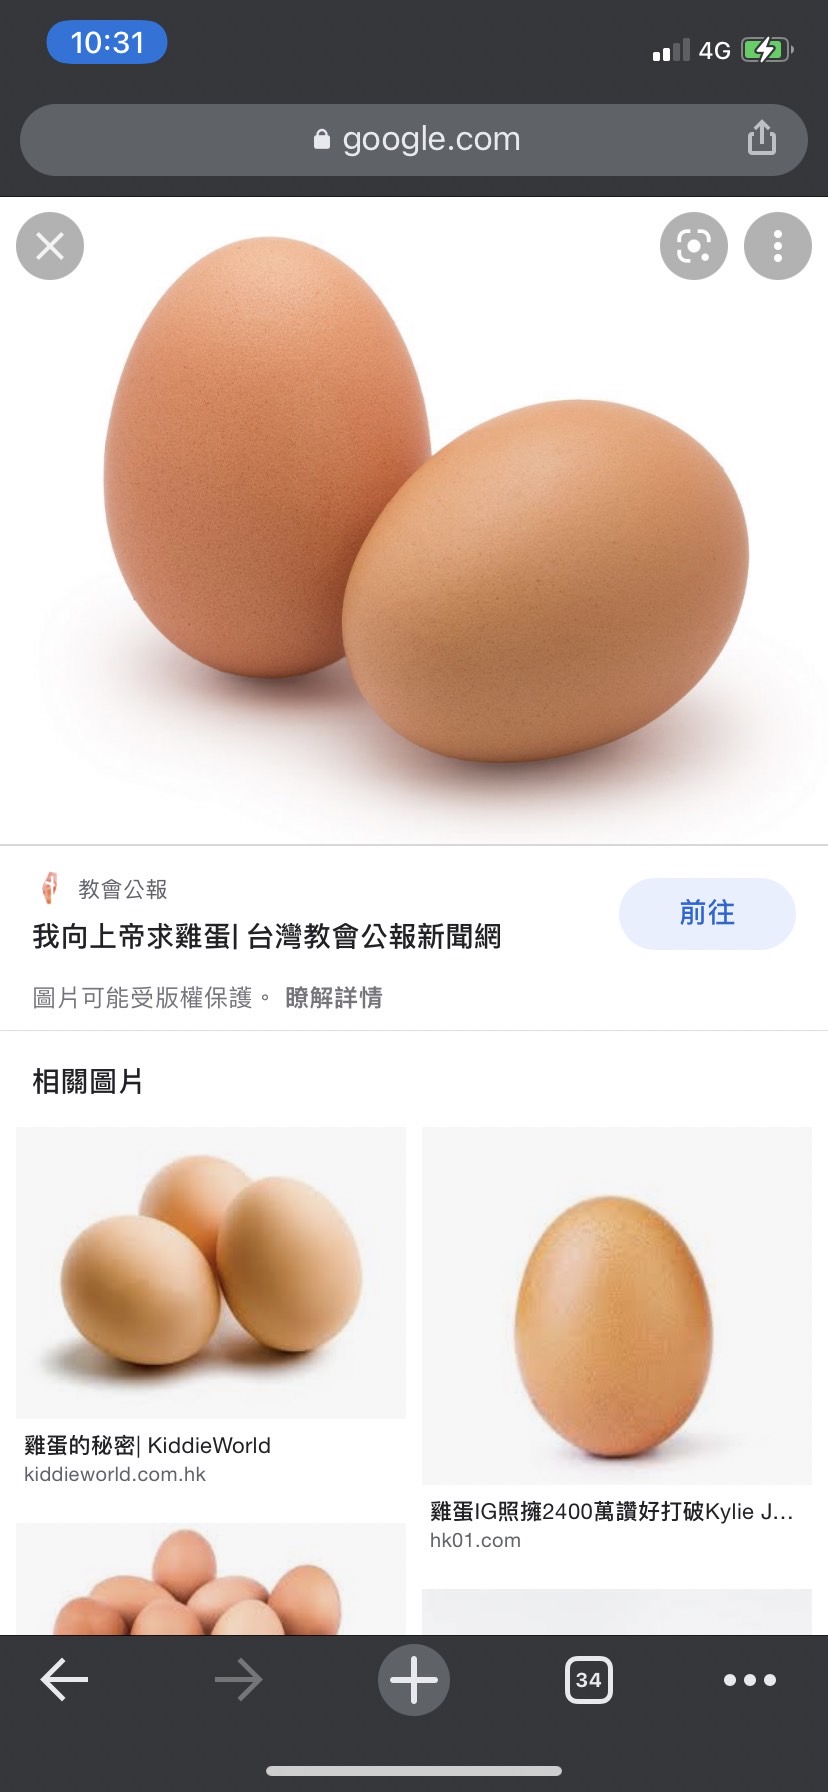 10:31
4G
google.com
教會公報
我向上帝求雞蛋| 台灣教會公報新聞網
前往
圖片可能受版權保護。 瞭解詳情
相關圖片
雞蛋的秘密| KiddieWorld
kiddieworld.com.hk
雞蛋IG照擁2400萬讚好打破Kylie J...
hk01.com
34